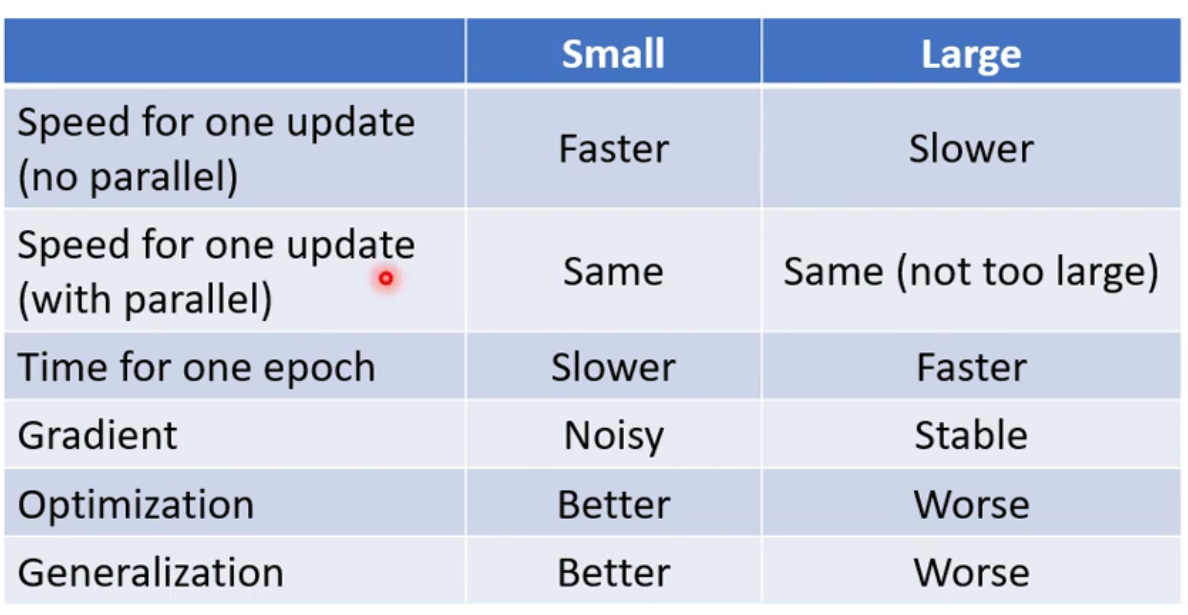 Small Large
Speed for one update
(no parallel)
Faster Slower
Speed for one update
(with parallel)
Same Same (not too large)
Time for one epoch Slower Faster
Gradient Noisy Stable
Optimization Better Worse
Generalization Better Worse